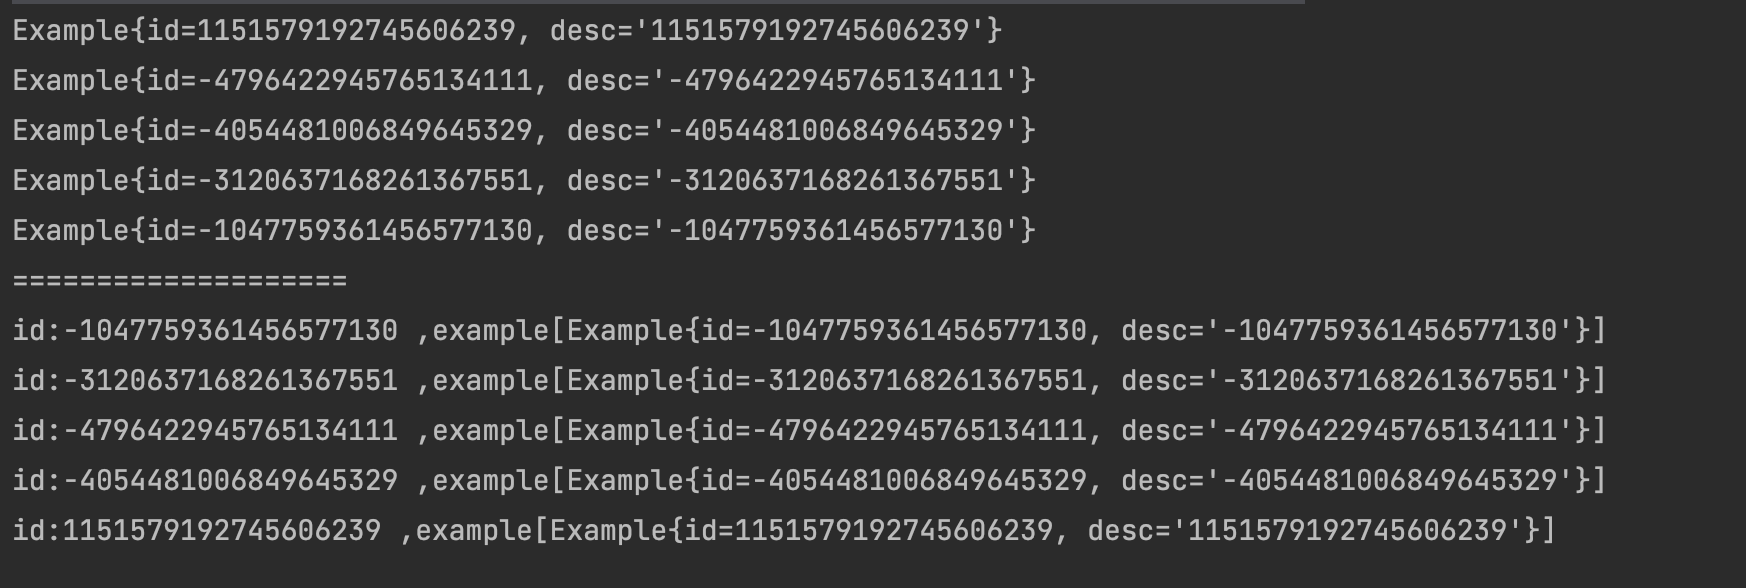 Example{id=1151579192745606239, desc='1151579192745606239'}
Example{id=-4796422945765134111, desc='-4796422945765134111'}
Example{id=-4054481006849645329, desc='-4054481006849645329'}
Example{id=-3120637168261367551, desc='-3120637168261367551'}
Example{id=-1047759361456577130, desc='-1047759361456577130'}
====================
id:-1047759361456577130 ,example[Example{id=-1047759361456577130, desc='-1047759361456577130'}]
id:-3120637168261367551 ,example[Example{id=-3120637168261367551, desc='-3120637168261367551'}]
id:-4796422945765134111 ,example[Example{id=-4796422945765134111, desc='-4796422945765134111'}]
id:-4054481006849645329 ,example[Example{id=-4054481006849645329, desc='-4054481006849645329'}]
id:1151579192745606239 ,example[Example{id=1151579192745606239, desc='1151579192745606239'}]